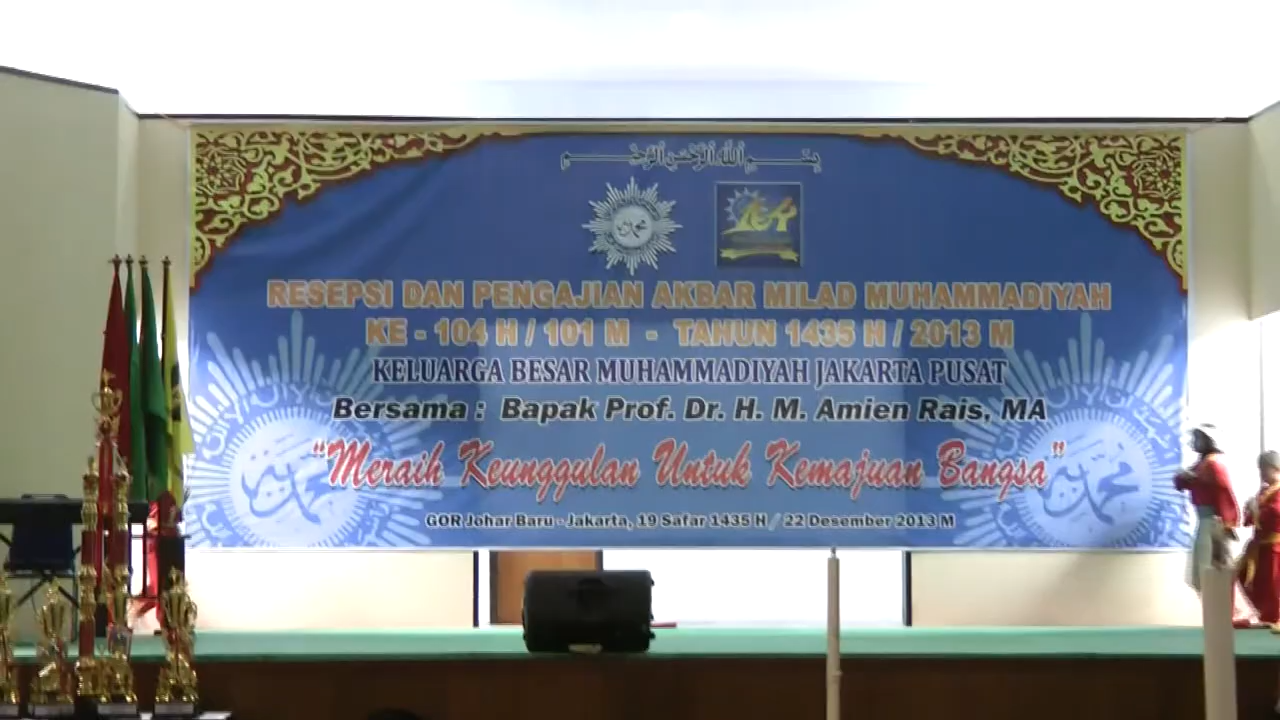 بسم الله الرحمن الرحيم
RESEPSI DAN PENGAJIAN AKBAR MILAD MUHAMMADIYAH
KE - 104 H / 101 M - TAHUN 1435 H / 2013 M
KELUARGA BESAR MUHAMMADIYAH JAKARTA PUSAT
Bersama : Bapak Prof. Dr. H. M. Amien Rais, MA
"Meraih Keunggulan Untuk Kemajuan Bangsa"
GOR Johar Baru - Jakarta, 19 Safar 1435 H / 22 Desember 2013 M